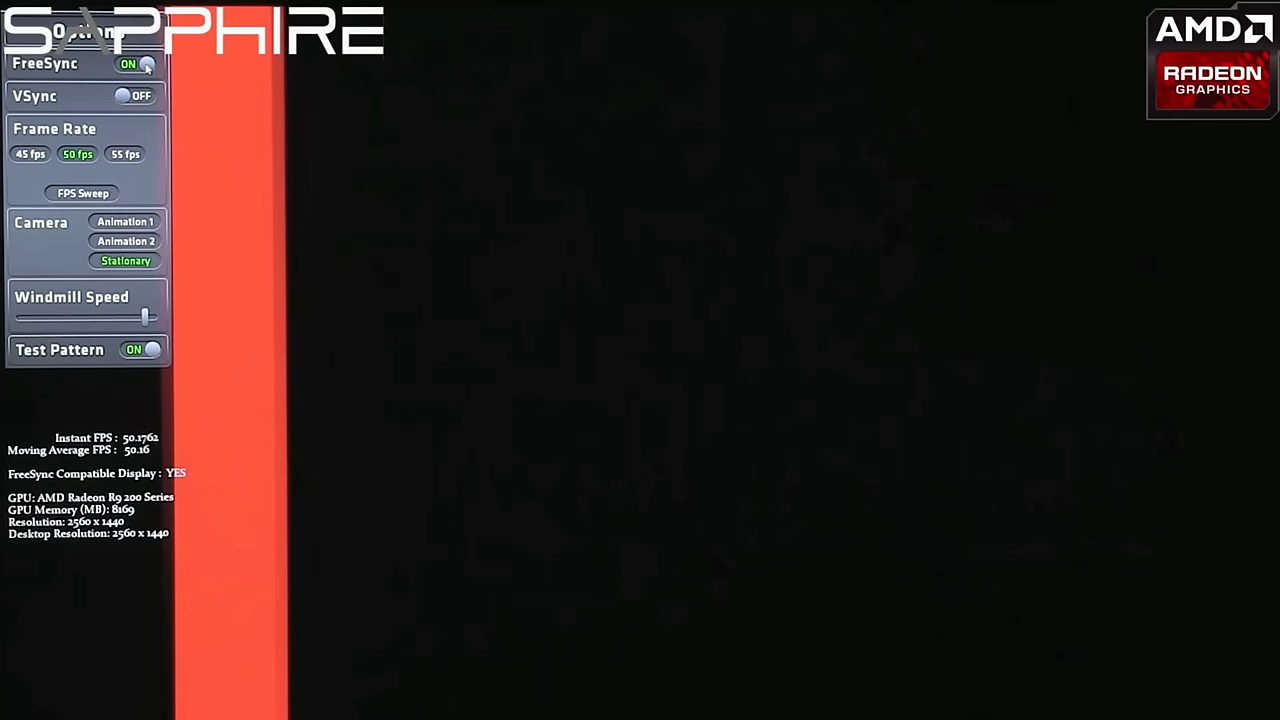 SAPPHIRE
Options
AMD
RADEON
GRAPHICS
FreeSync ON
VSync OFF
Frame Rate
45 fps 50 fps 55 fps
FPS Sweep
Camera
Animation 1
Animation 2
Stationary
Windmill Speed
Test Pattern ON
Instant FPS : 50.1762
Moving Average FPS : 50.16
FreeSync Compatible Display : YES
GPU: AMD Radeon R9 200 Series
GPU Memory (MB): 8169
Resolution: 2560 x 1440
Desktop Resolution: 2560 x 1440